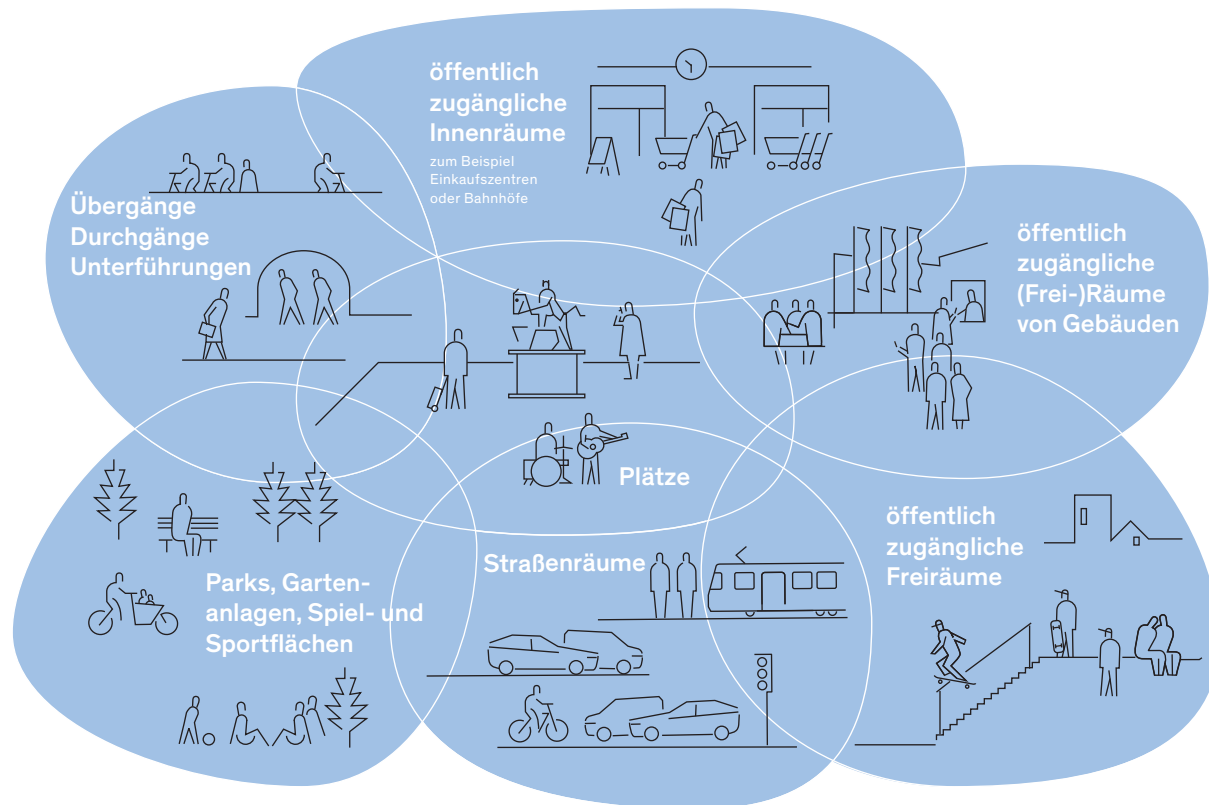 öffentlich
zugängliche
Innenräume
zum Beispiel
Einkaufszentren
oder Bahnhöfe
Übergänge
Durchgänge
Unterführungen
öffentlich
zugängliche
(Frei-)Räume
von Gebäuden
Plätze
Straßenräume
öffentlich
zugängliche
Freiräume
Parks, Garten-
anlagen, Spiel- und
Sportflächen